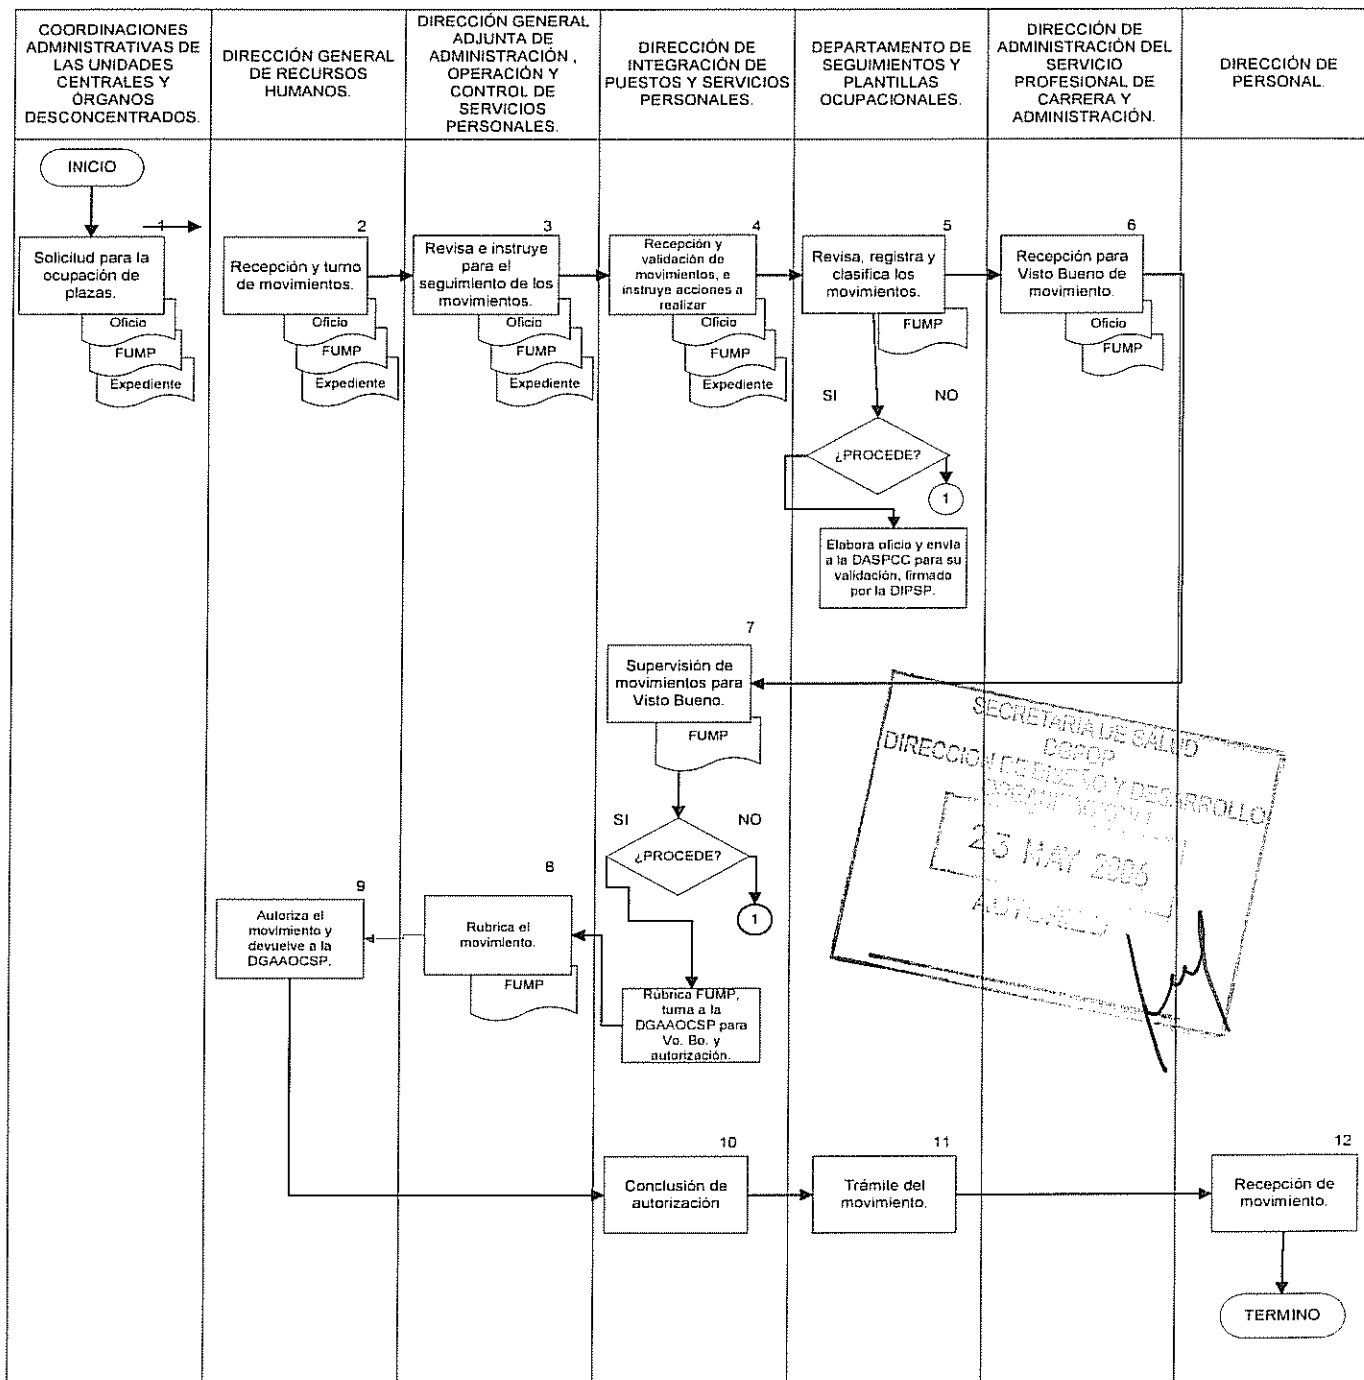 COORDINACIONES
ADMINISTRATIVAS DE
LAS UNIDADES
CENTRALES Y
ÓRGANOS
DESCONCENTRADOS.
DIRECCIÓN GENERAL
DE RECURSOS
HUMANOS.
DIRECCIÓN GENERAL
ADJUNTA DE
ADMINISTRACIÓN ,
OPERACIÓN Y
CONTROL DE
SERVICIOS
PERSONALES.
DIRECCIÓN DE
INTEGRACIÓN DE
PUESTOS Y SERVICIOS
PERSONALES.
DEPARTAMENTO DE
SEGUIMIENTOS Y
PLANTILLAS
OCUPACIONALES.
DIRECCIÓN DE
ADMINISTRACIÓN DEL
SERVICIO
PROFESIONAL DE
CARRERA Y
ADMINISTRACIÓN.
DIRECCIÓN DE
PERSONAL.
INICIO
1
Solicitud para la
ocupación de
plazas.
Oficio
FUMP
Expediente
2
Recepción y turno
de movimientos.
Oficio
FUMP
Expediente
3
Revisa e instruye
para el
seguimiento de los
movimientos.
Oficio
FUMP
Expediente
4
Recepción y
validación de
movimientos, e
instruye acciones a
realizar
Oficio
FUMP
Expediente
5
Revisa, registra y
clasifica los
movimientos.
FUMP
SI NO
¿PROCEDE?
1
Elabora oficio y envía
a la DASPCC para su
validación, firmado
por la DIPSP.
6
Recepción para
Visto Bueno de
movimiento.
Oficio
FUMP
7
Supervisión de
movimientos para
Visto Bueno.
FUMP
SI NO
¿PROCEDE?
1
Rúbrica FUMP,
turna a la
DGAAOCSP para
Vo. Bo. y
autorización.
8
Rubrica el
movimiento.
FUMP
9
Autoriza el
movimiento y
devuelve a la
DGAAOCSP.
10
Conclusión de
autorización
11
Trámite del
movimiento.
12
Recepción de
movimiento.
TERMINO
SECRETARIA DE SALUD
DIRECCION DE DISEÑO Y DESARROLLO
23 MAY 2006